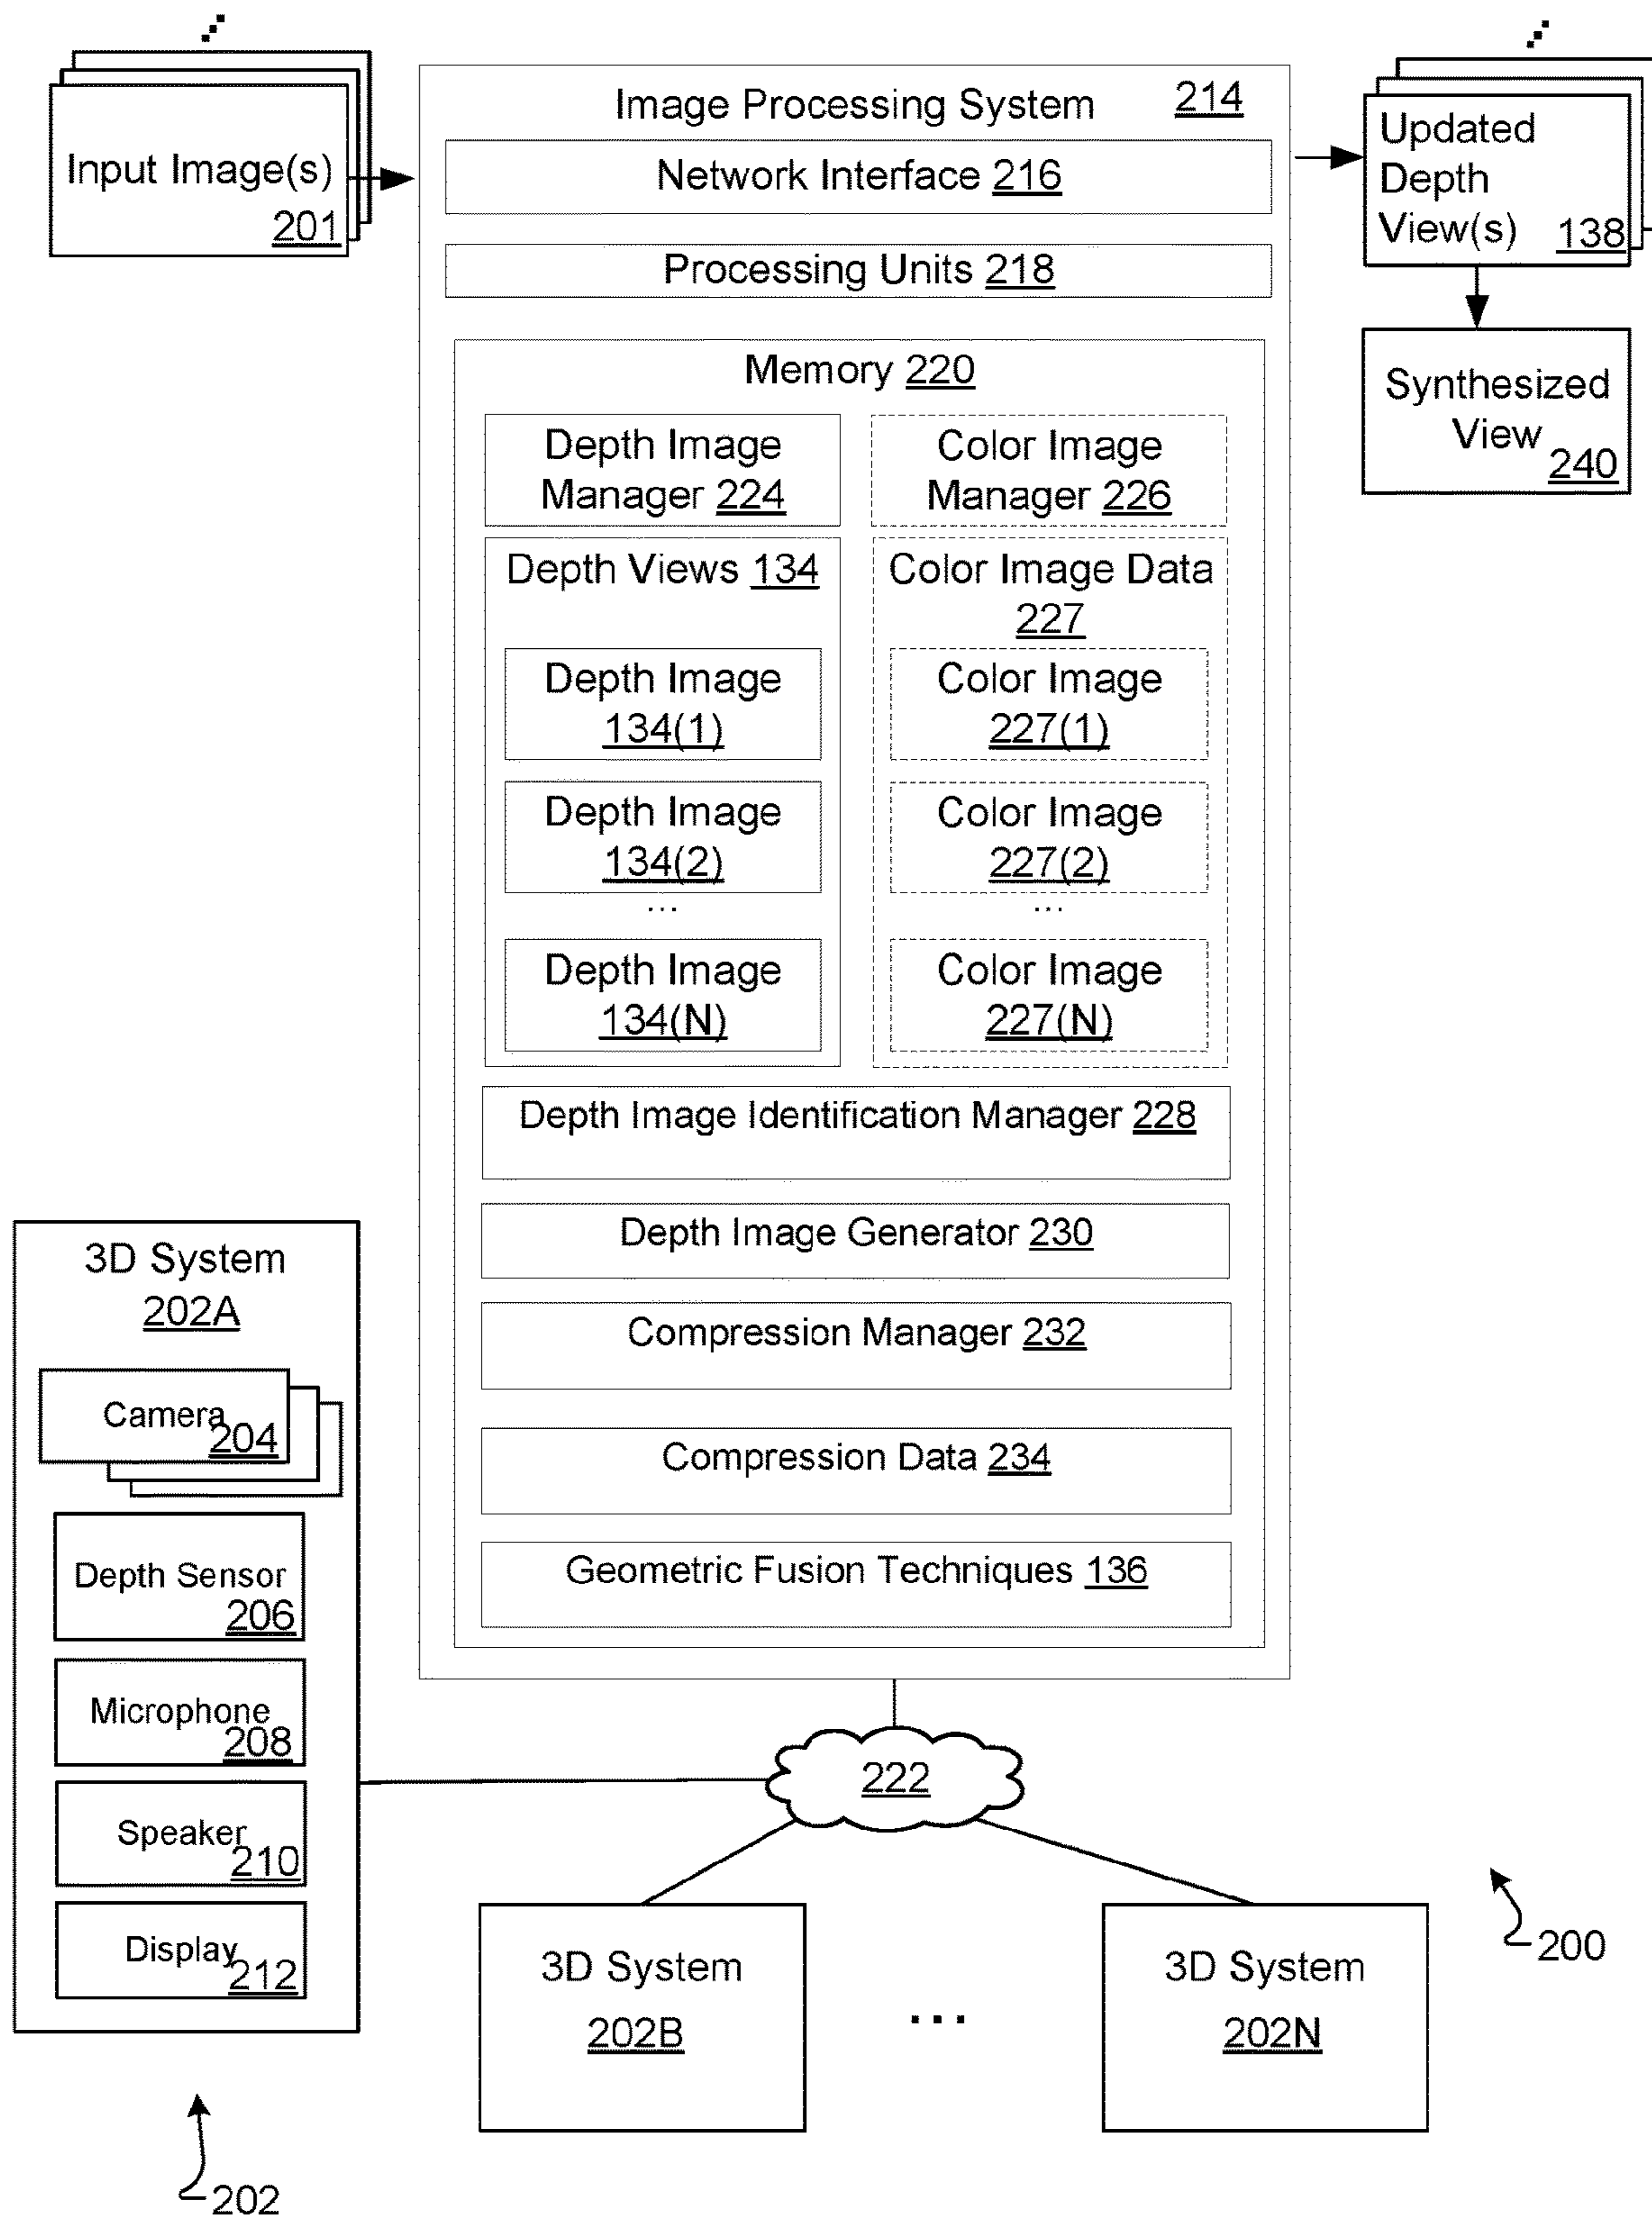 Input Image(s)
201
Image Processing System 214
Network Interface 216
Processing Units 218
Memory 220
Depth Image
Manager 224
Color Image
Manager 226
Depth Views 134
Depth Image
134(1)
Depth Image
134(2)
...
Depth Image
134(N)
Color Image Data
227
Color Image
227(1)
Color Image
227(2)
...
Color Image
227(N)
Depth Image Identification Manager 228
Depth Image Generator 230
Compression Manager 232
Compression Data 234
Geometric Fusion Techniques 136
Updated
Depth
View(s) 138
Synthesized
View
240
3D System
202A
Camera
204
Depth Sensor
206
Microphone
208
Speaker
210
Display
212
222
3D System
202B
...
3D System
202N
200
202